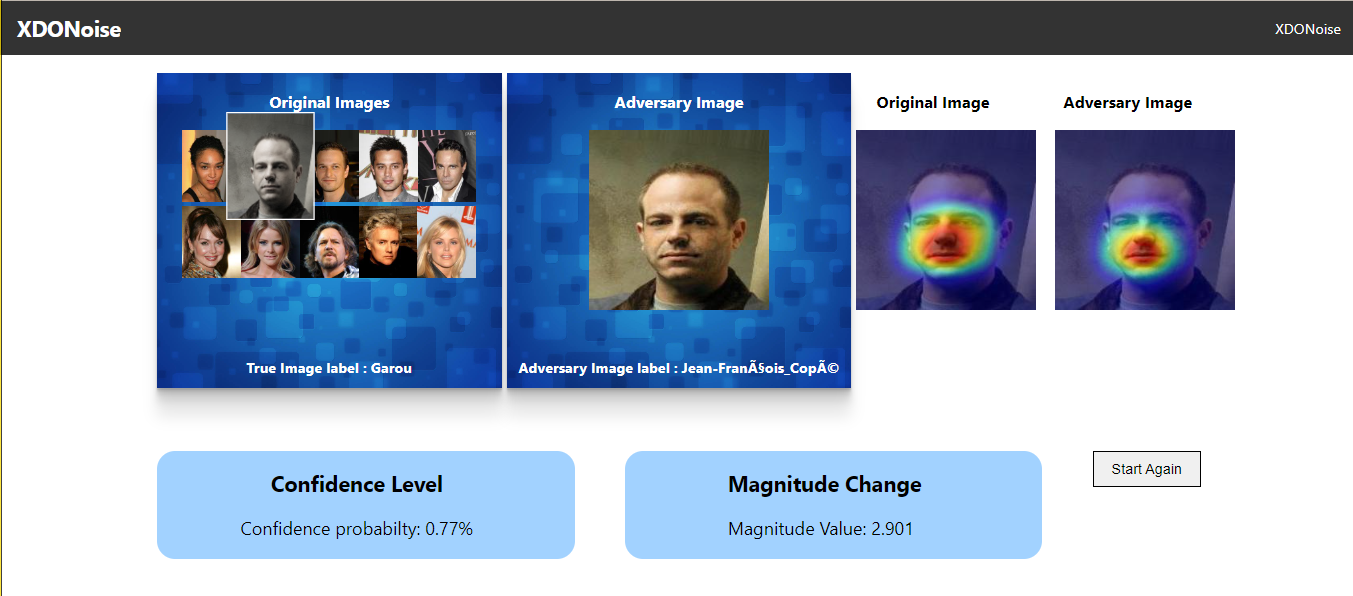 XDONoise
XDONoise
Original Images
Adversary Image
Original Image
Adversary Image
True Image label : Garou
Adversary Image label : Jean-FranÃ§ois_CopÃ©
Confidence Level
Confidence probabilty: 0.77%
Magnitude Change
Magnitude Value: 2.901
Start Again